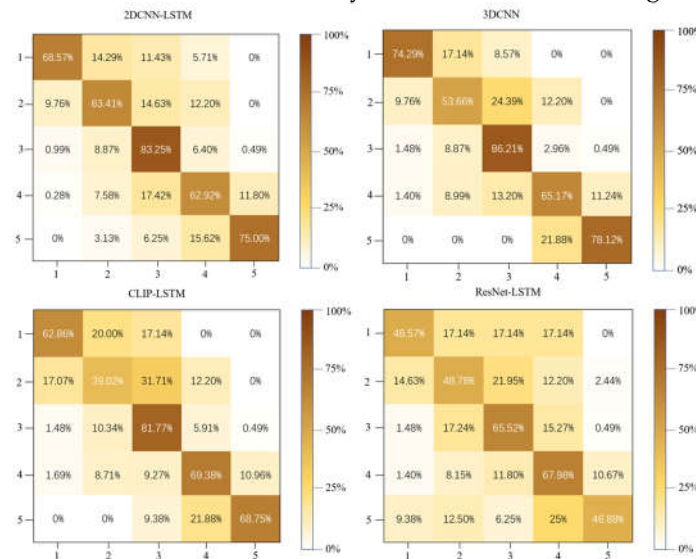 2DCNN-LSTM
3DCNN
1 68.57% 14.29% 11.43% 5.71% 0%
2 9.76% 63.41% 14.63% 12.20% 0%
3 0.99% 8.87% 83.25% 6.40% 0.49%
4 0.28% 7.58% 17.42% 62.92% 11.80%
5 0% 3.13% 6.25% 15.62% 75.00%
1 2 3 4 5
100%
75%
50%
25%
0%
1 74.29% 17.14% 8.57% 0% 0%
2 9.76% 53.66% 24.39% 12.20% 0%
3 1.48% 8.87% 86.21% 2.96% 0.49%
4 1.40% 8.99% 13.20% 65.17% 11.24%
5 0% 0% 0% 21.88% 78.12%
1 2 3 4 5
100%
75%
50%
25%
0%
CLIP-LSTM
ResNet-LSTM
1 62.86% 20.00% 17.14% 0% 0%
2 17.07% 39.02% 31.71% 12.20% 0%
3 1.48% 10.34% 81.77% 5.91% 0.49%
4 1.69% 8.71% 9.27% 69.38% 10.96%
5 0% 0% 9.38% 21.88% 68.75%
1 2 3 4 5
100%
75%
50%
25%
0%
1 48.57% 17.14% 17.14% 17.14% 0%
2 14.63% 48.78% 21.95% 12.20% 2.44%
3 1.48% 17.24% 65.52% 15.27% 0.49%
4 1.40% 8.15% 11.80% 67.98% 10.67%
5 9.38% 12.50% 6.25% 25% 46.88%
1 2 3 4 5
100%
75%
50%
25%
0%